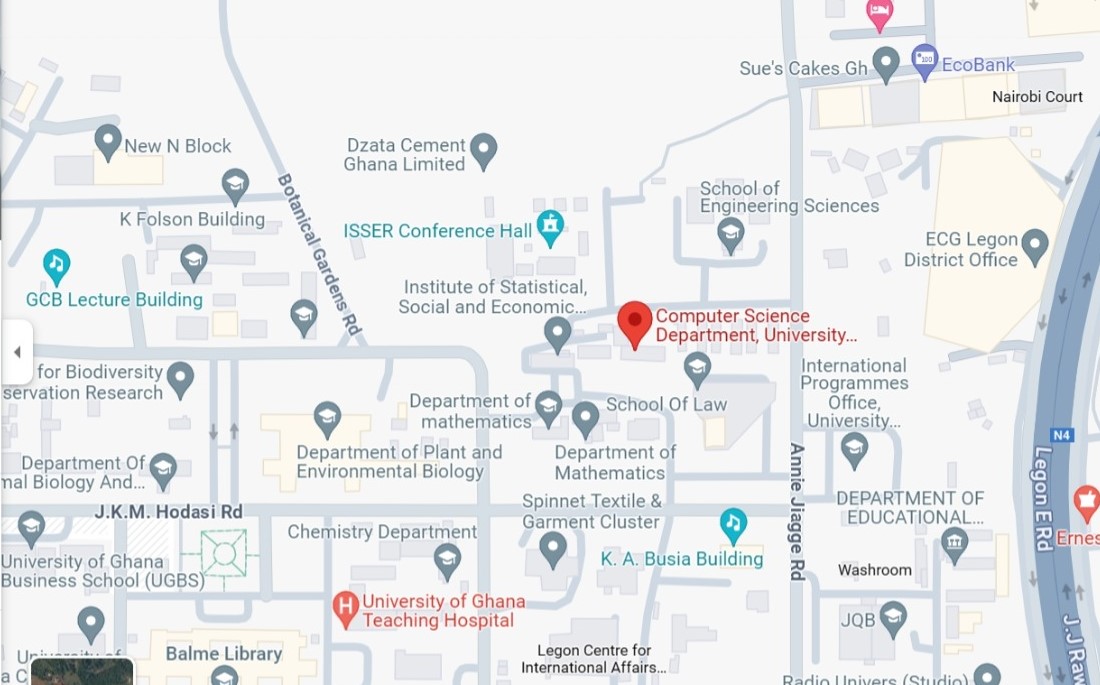 Sue's Cakes Gh
EcoBank
Nairobi Court
New N Block
Dzata Cement
Ghana Limited
K Folson Building
Botanical Gardens Rd
School of
Engineering Sciences
ISSER Conference Hall
ECG Legon
District Office
GCB Lecture Building
Institute of Statistical,
Social and Economic...
Computer Science
Department, University...
for Biodiversity
servation Research
International
Programmes
Office,
University...
Department of
mathematics
School Of Law
N4
Department of Plant and
Environmental Biology
Department of
Mathematics
Department Of
mal Biology And...
Annie Jiagge Rd
Legon E Rd
J.K.M. Hodasi Rd
Spinnet Textile &
Garment Cluster
DEPARTMENT OF
EDUCATIONAL...
Chemistry Department
Ernes
University of Ghana
Business School (UGBS)
K. A. Busia Building
Washroom
University of Ghana
Teaching Hospital
JQB
J.J Raw
Balme Library
Legon Centre for
International Affairs...
University of
a C
Radio Univers (Studio)